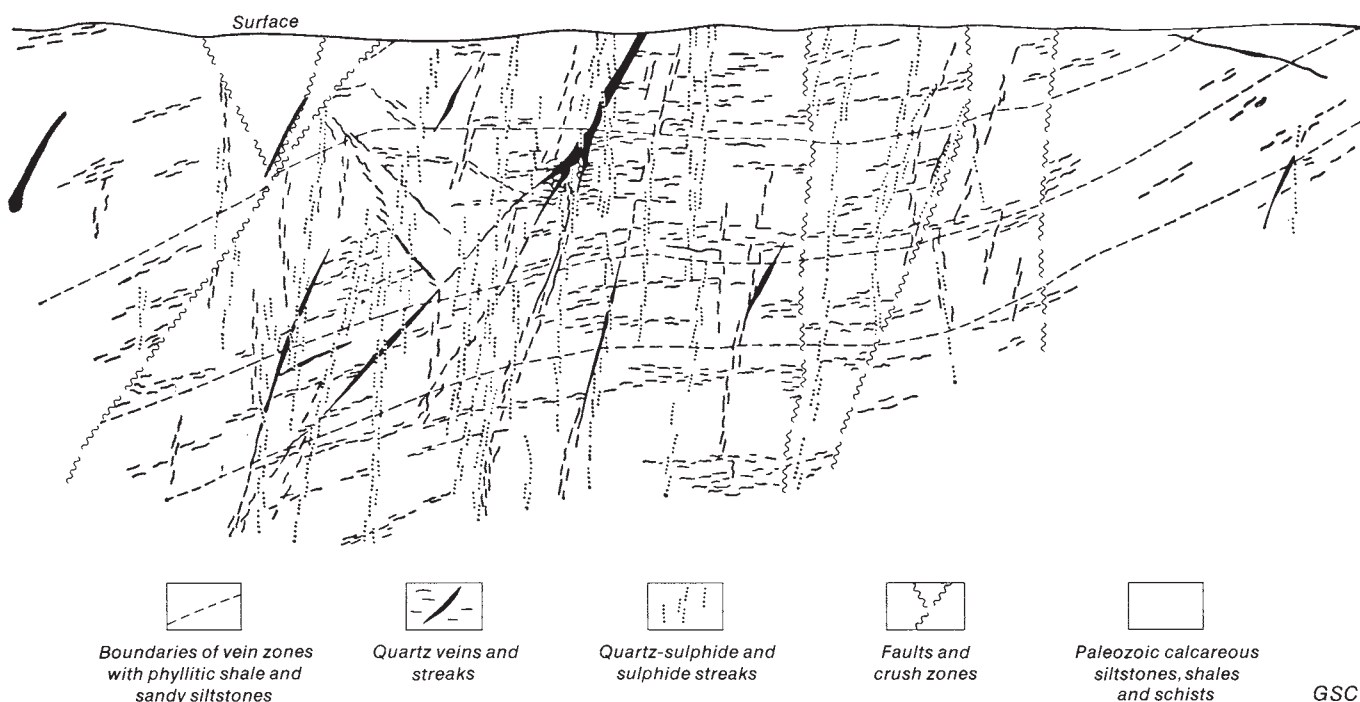 Surface
Boundaries of vein zones
with phyllitic shale and
sandy siltstones
Quartz veins and
streaks
Quartz-sulphide and
sulphide streaks
Faults and
crush zones
Paleozoic calcareous
siltstones, shales
and schists
GSC